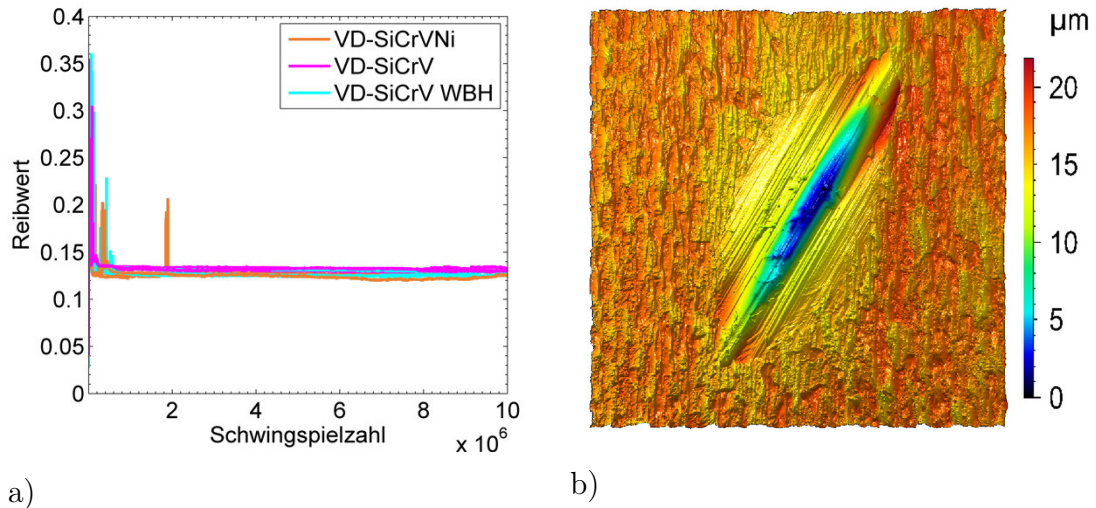 0.4
0.35
0.3
0.25
0.2
0.15
0.1
0.05
0
Reibwert
VD-SiCrVNi
VD-SiCrV
VD-SiCrV WBH
2 4 6 8 10
Schwingspielzahl
x 10^6
a)
µm
20
15
10
5
0
b)